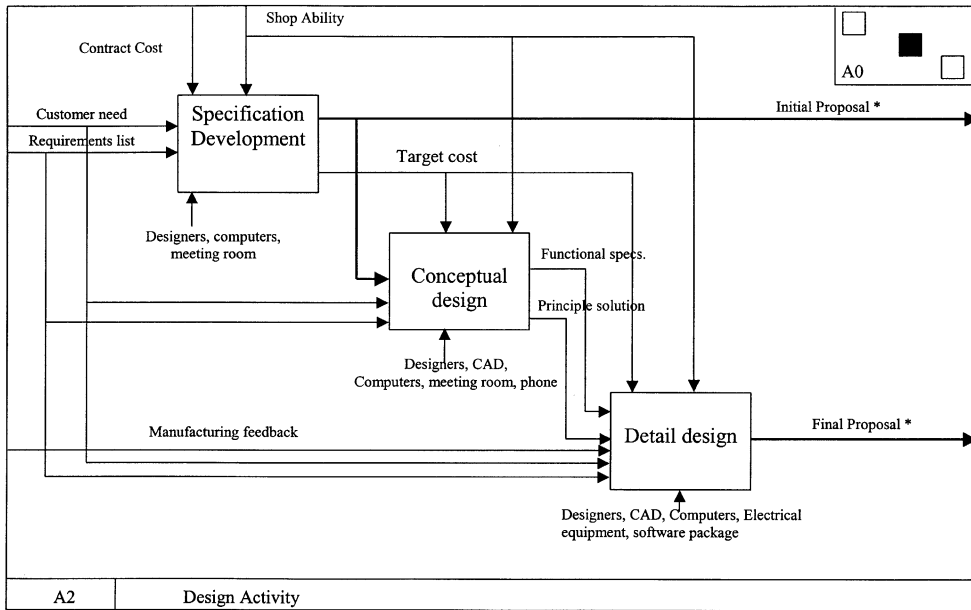 Shop Ability
Contract Cost
A0
Customer need
Specification
Development
Initial Proposal *
Requirements list
Target cost
Designers, computers,
meeting room
Functional specs.
Conceptual
design
Principle solution
Designers, CAD,
Computers, meeting room, phone
Manufacturing feedback
Detail design
Final Proposal *
Designers, CAD, Computers, Electrical
equipment, software package
A2
Design Activity